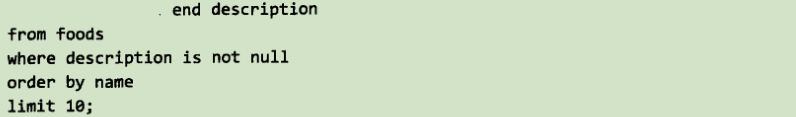 end description
from foods
where description is not null
order by name
limit 10;